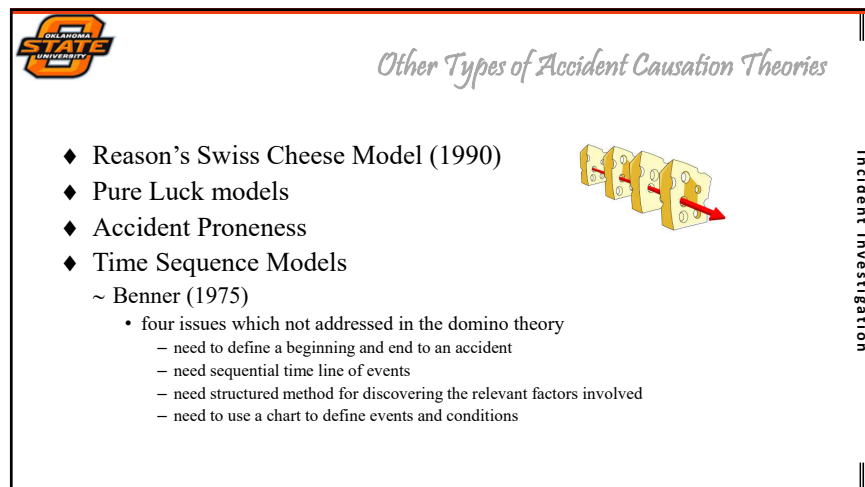 OKLAHOMA
STATE
UNIVERSITY
Other Types of Accident Causation Theories
♦ Reason’s Swiss Cheese Model (1990)
♦ Pure Luck models
♦ Accident Proneness
♦ Time Sequence Models
~ Benner (1975)
• four issues which not addressed in the domino theory
– need to define a beginning and end to an accident
– need sequential time line of events
– need structured method for discovering the relevant factors involved
– need to use a chart to define events and conditions
Incident Investigation